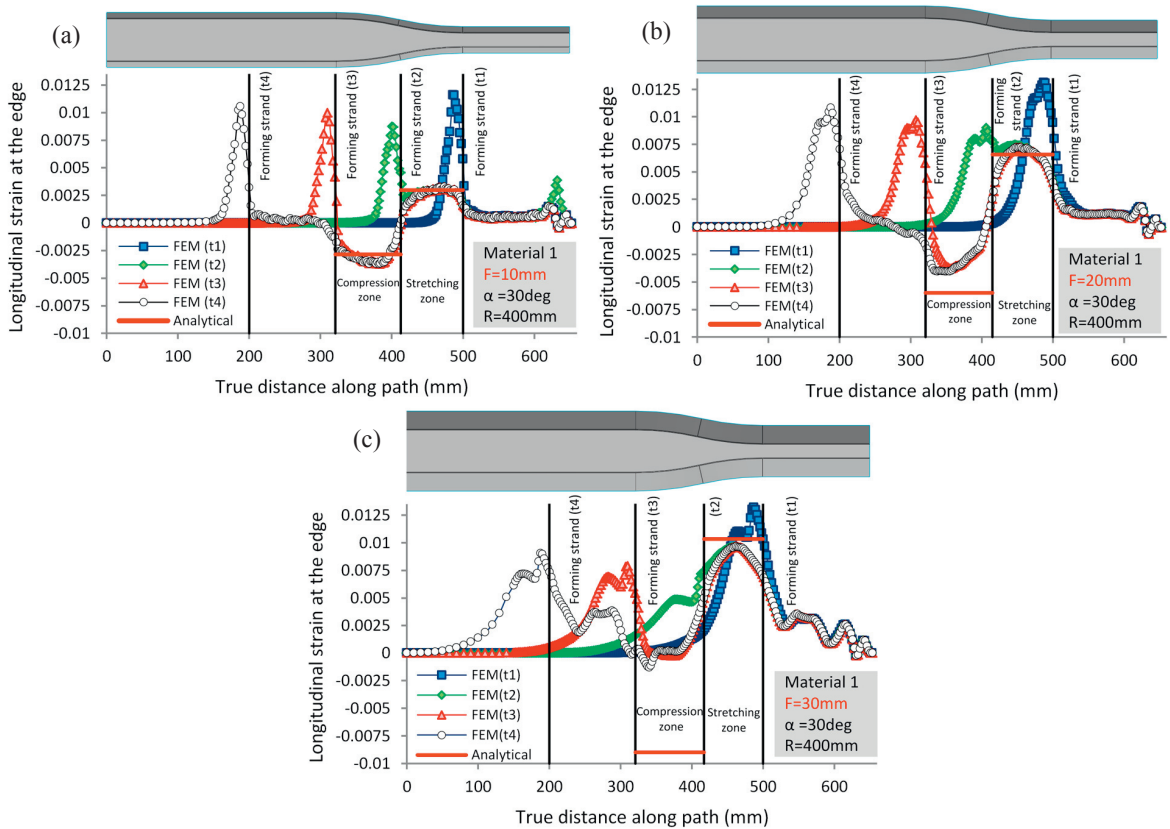 (a)
Longitudinal strain at the edge
0.0125
0.01
0.0075
0.005
0.0025
0
-0.0025
-0.005
-0.0075
-0.01
Forming strand (t4)
Forming strand (t3)
Forming strand (t2)
Forming strand (t1)
FEM (t1)
FEM (t2)
FEM (t3)
FEM (t4)
Analytical
Compression zone
Stretching zone
Material 1
F=10mm
α =30deg
R=400mm
0 100 200 300 400 500 600
True distance along path (mm)
(b)
Longitudinal strain at the edge
0.0125
0.01
0.0075
0.005
0.0025
0
-0.0025
-0.005
-0.0075
-0.01
Forming strand (t4)
Forming strand (t3)
Forming
strand (t2)
Forming strand (t1)
FEM(t1)
FEM(t2)
FEM(t3)
FEM(t4)
Analytical
Compression
zone
Stretching
zone
Material 1
F=20mm
α =30deg
R=400mm
0 100 200 300 400 500 600
True distance along path (mm)
(c)
Longitudinal strain at the edge
0.0125
0.01
0.0075
0.005
0.0025
0
-0.0025
-0.005
-0.0075
-0.01
Forming strand (t4)
Forming strand (t3)
(t2)
Forming strand (t1)
FEM(t1)
FEM(t2)
FEM(t3)
FEM(t4)
Analytical
Compression
zone
Stretching
zone
Material 1
F=30mm
α =30deg
R=400mm
0 100 200 300 400 500 600
True distance along path (mm)